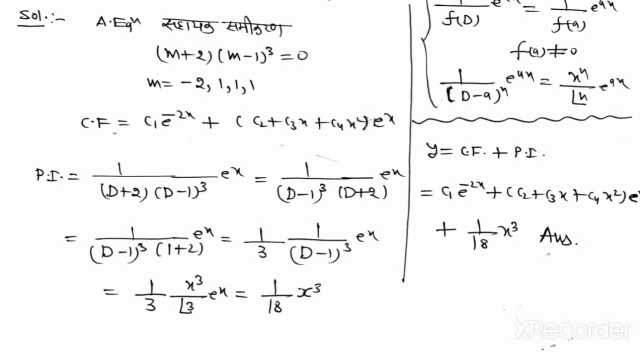 Sol:- A.Eqⁿ सहायक समीकरण
(m+2) (m-1)³ = 0
m = -2, 1, 1, 1
C.F = C₁e⁻²ˣ + (C₂+C₃x+C₄x²)eˣ
P.I. = 1/((D+2)(D-1)³) eˣ = 1/((D-1)³(D+2)) eˣ
= 1/((D-1)³(1+2)) eˣ = 1/3 1/(D-1)³ eˣ
= 1/3 x³/⌊3 eˣ = 1/18 x³
1/f(D) eᵃˣ = 1/f(a) eᵃˣ
f(a)≠0
1/(D-a)ⁿ eᵃˣ = xⁿ/⌊n eᵃˣ
y = C.F. + P.I.
= C₁e⁻²ˣ + (C₂+C₃x+C₄x²)e
+ 1/18 x³ Ans.
XRecorder